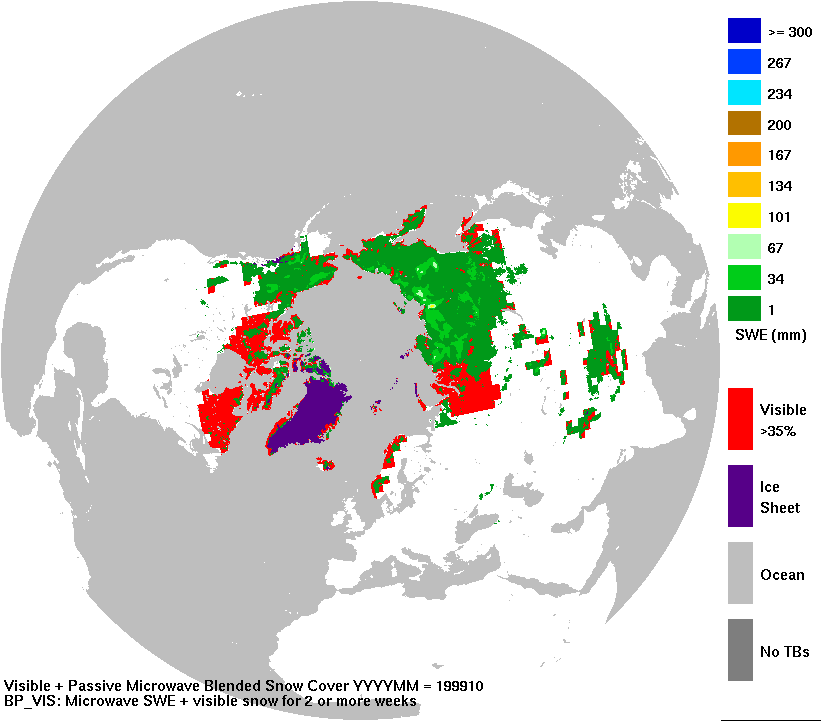 >= 300
267
234
200
167
134
101
67
34
1
SWE (mm)
Visible
>35%
Ice
Sheet
Ocean
No TBs
Visible + Passive Microwave Blended Snow Cover YYYYMM = 199910
BP_VIS: Microwave SWE + visible snow for 2 or more weeks